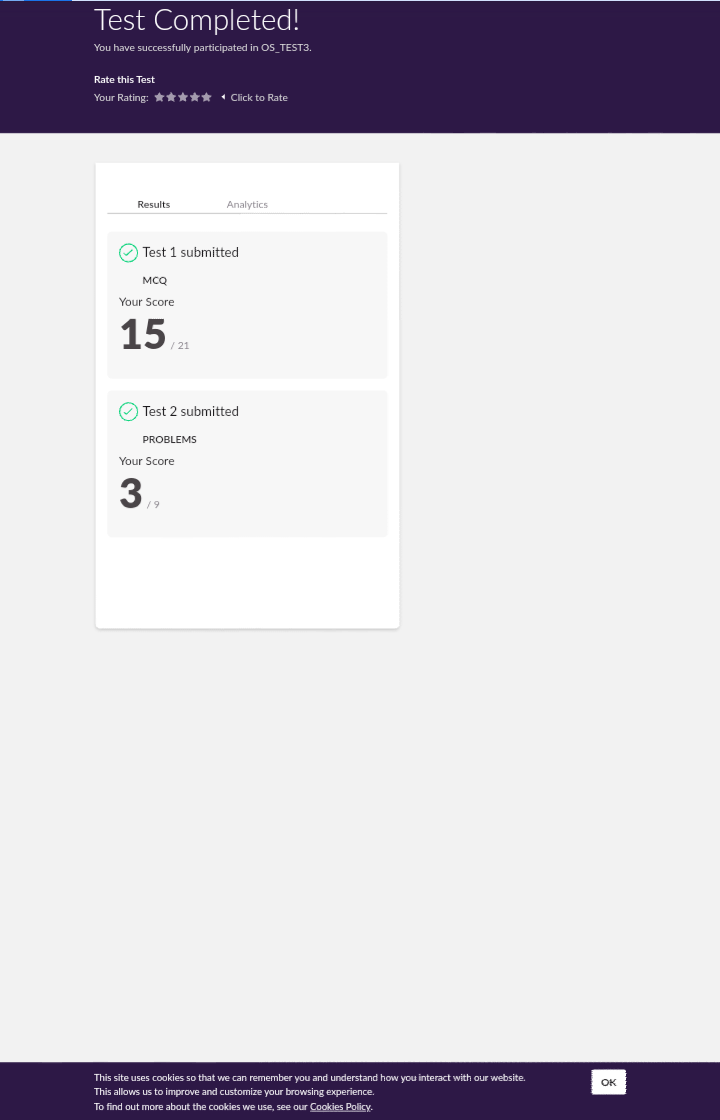 Test Completed!
You have successfully participated in OS_TEST3.
Rate this Test
Your Rating: Click to Rate
Results Analytics
Test 1 submitted
MCQ
Your Score
15 / 21
Test 2 submitted
PROBLEMS
Your Score
3 / 9
This site uses cookies so that we can remember you and understand how you interact with our website.
This allows us to improve and customize your browsing experience.
To find out more about the cookies we use, see our Cookies Policy.
OK